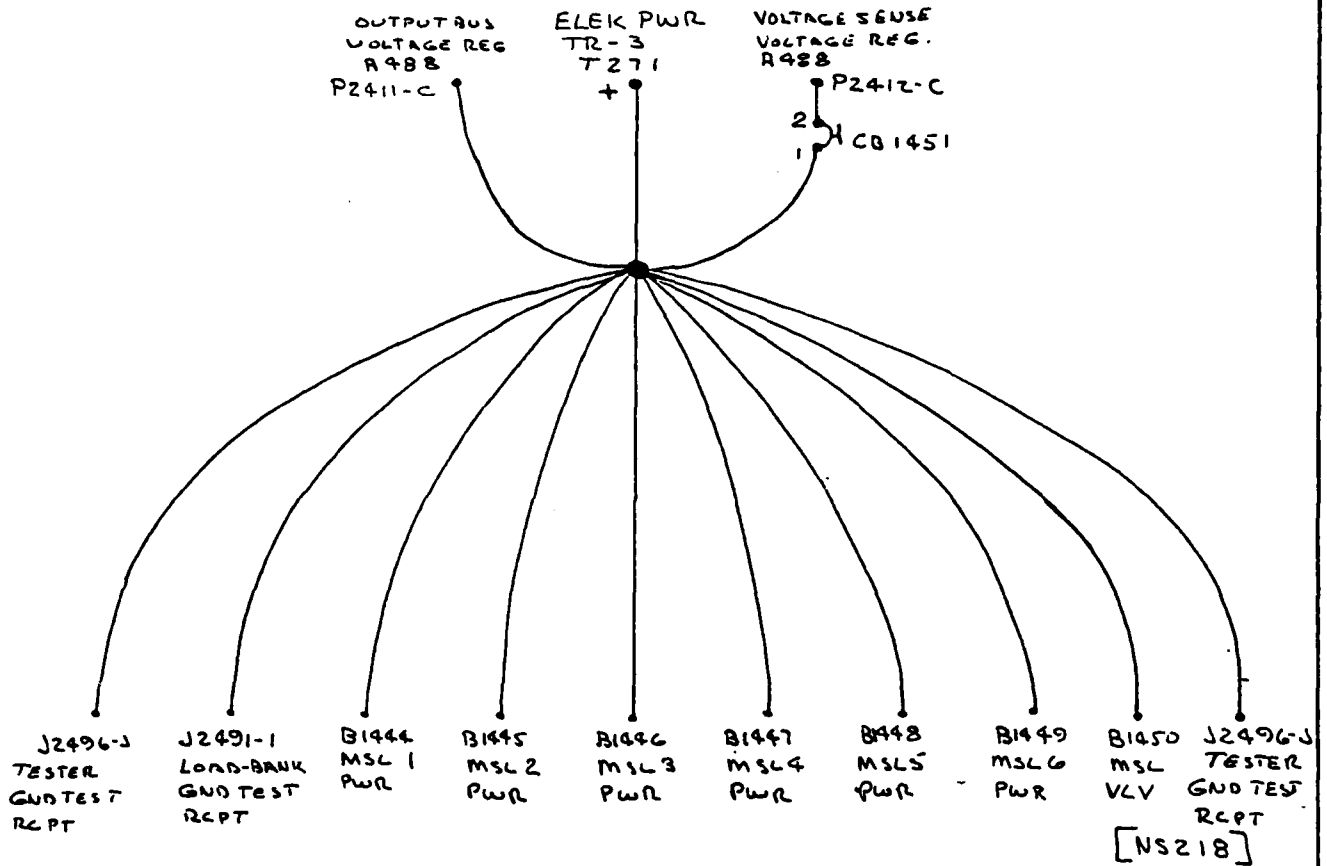 OUTPUT BUS
VOLTAGE REG
A488
P2411-C
ELEK PWR
TR-3
T271
+
VOLTAGE SENSE
VOLTAGE REG.
A488
P2412-C
2
1
CB1451
J2496-J
TESTER
GND TEST
RCPT
J2491-1
LOAD-BANK
GND TEST
RCPT
B1444
MSL 1
PWR
B1445
MSL 2
PWR
B1446
MSL 3
PWR
B1447
MSL 4
PWR
B1448
MSL 5
PWR
B1449
MSL 6
PWR
B1450
MSL
VLV
J2496-J
TESTER
GND TEST
RCPT
[NS218]